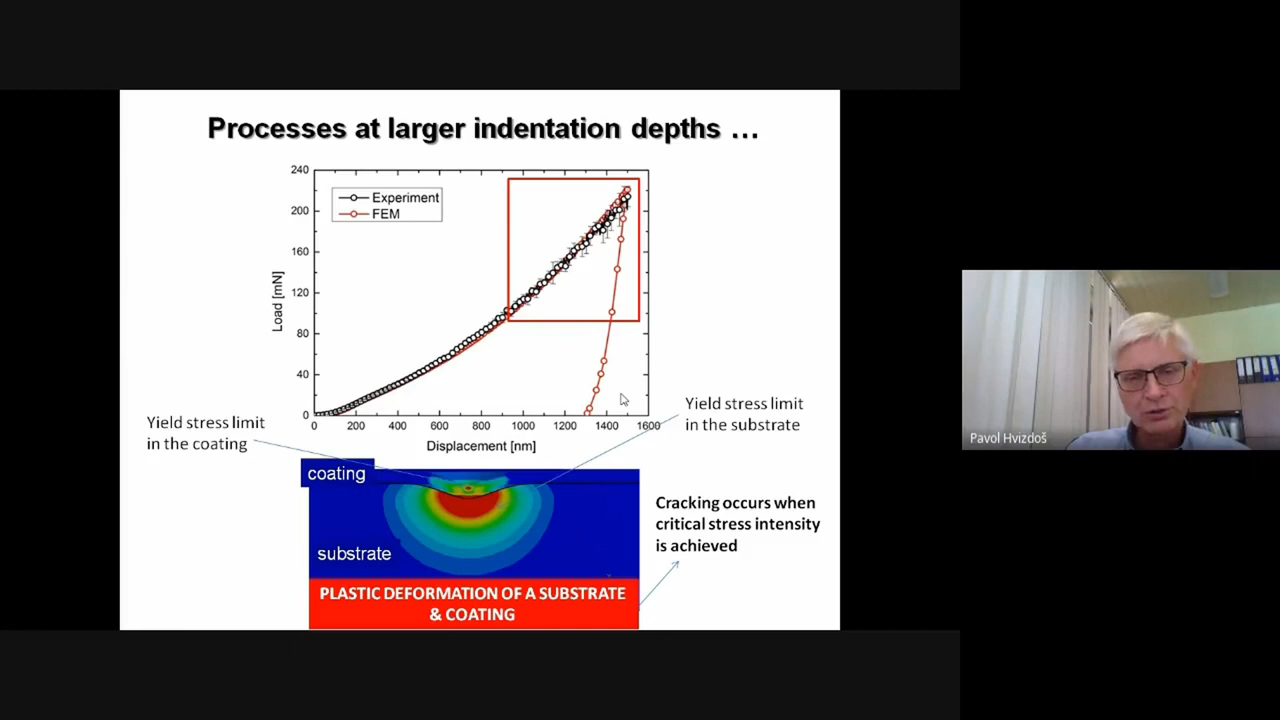 Processes at larger indentation depths …
240
200
160
120
80
40
0
Load [mN]
Experiment
FEM
0 200 400 600 800 1000 1200 1400 1600
Displacement [nm]
Yield stress limit
in the coating
Yield stress limit
in the substrate
coating
substrate
Cracking occurs when
critical stress intensity
is achieved
PLASTIC DEFORMATION OF A SUBSTRATE
& COATING
Pavol Hvizdoš